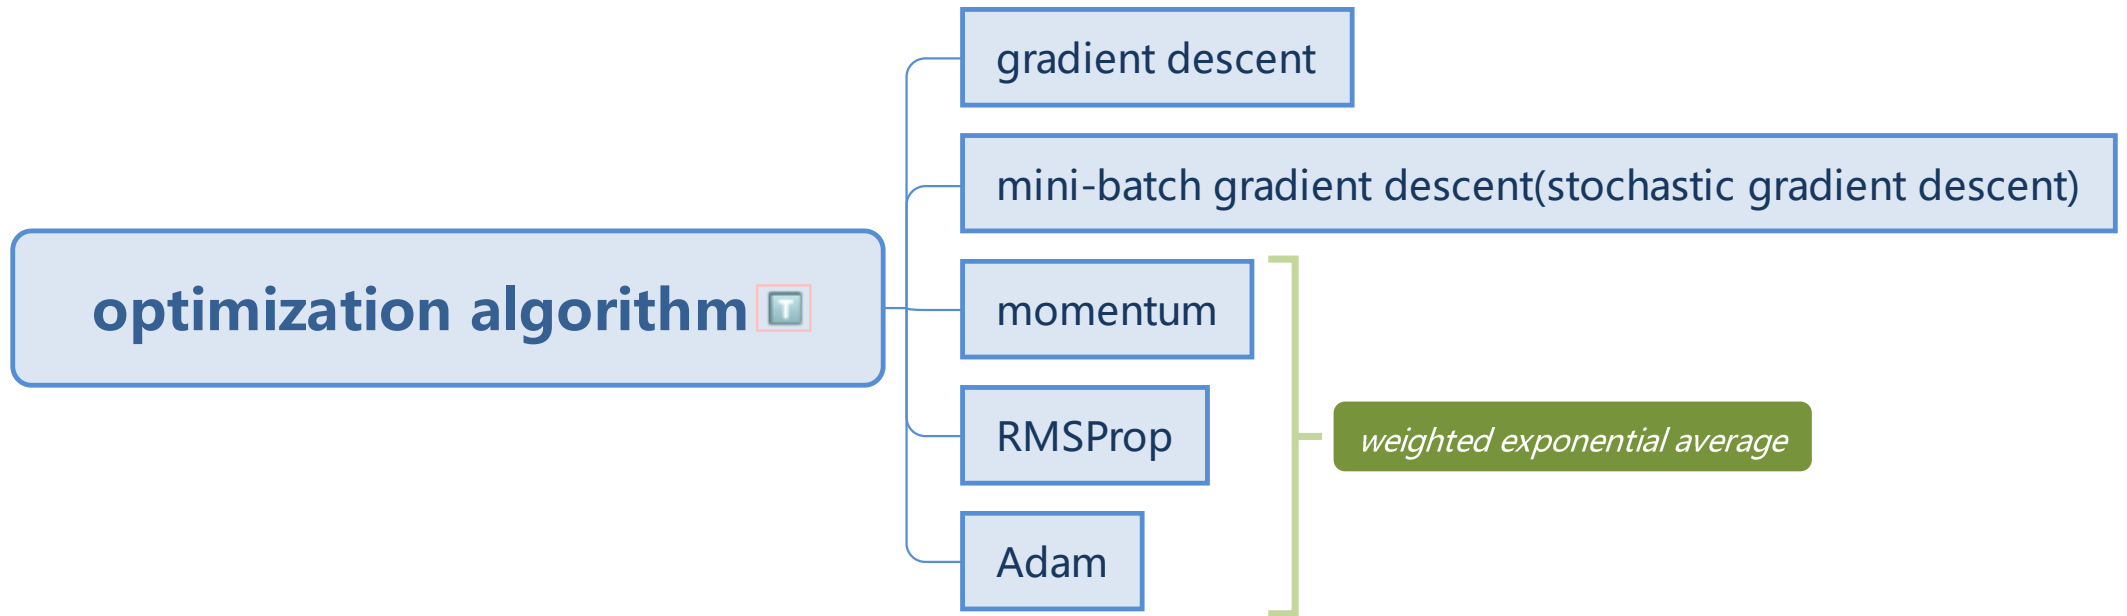 gradient descent
mini-batch gradient descent(stochastic gradient descent)
optimization algorithm T
momentum
RMSProp
weighted exponential average
Adam